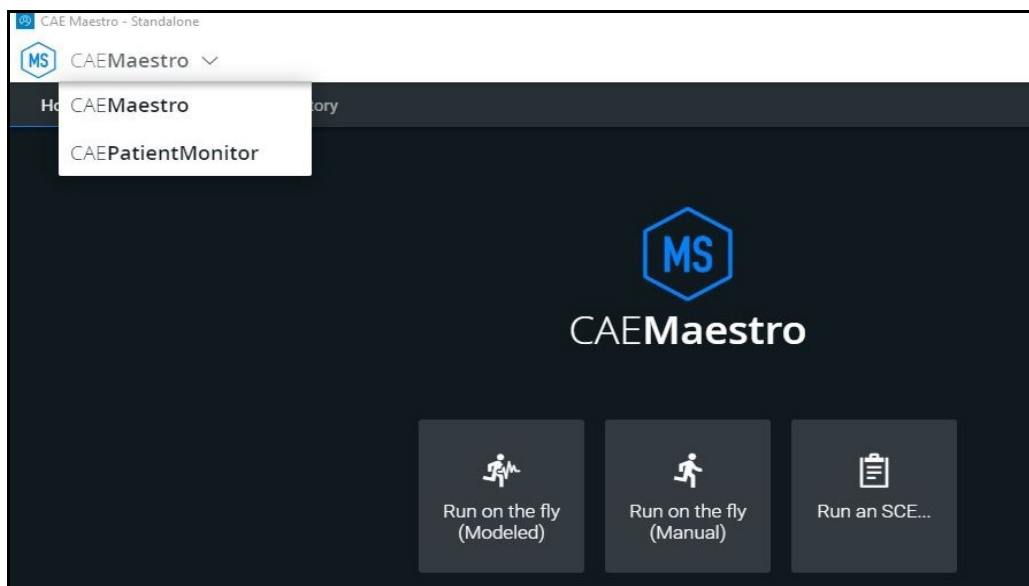 CAE Maestro - Standalone
MS CAEMaestro
Ho
tory
CAEMaestro
CAEPatientMonitor
MS
CAEMaestro
Run on the fly
(Modeled)
Run on the fly
(Manual)
Run an SCE...